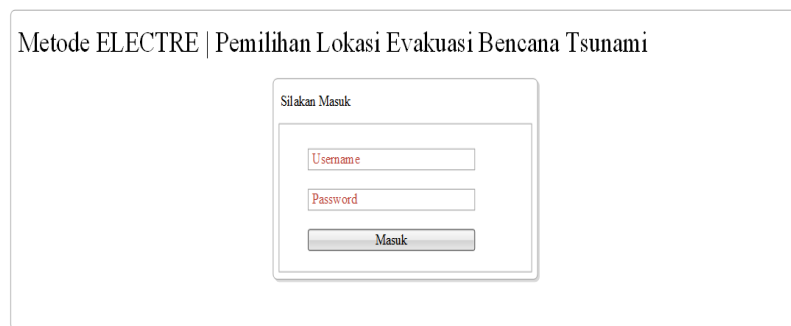 Metode ELECTRE | Pemilihan Lokasi Evakuasi Bencana Tsunami
Silakan Masuk
Username
Password
Masuk